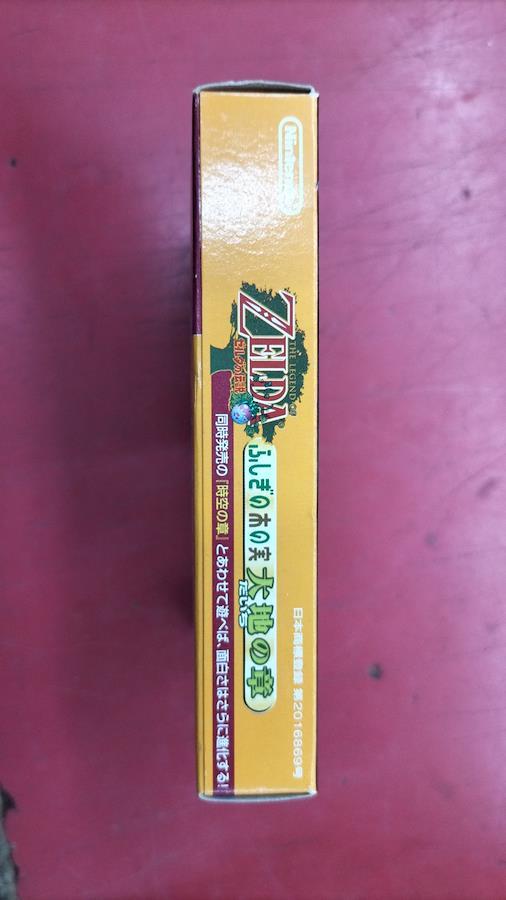 Nintendo
THE LEGEND OF
ZELDA
ゼルダの伝説
ふしぎの木の実
大地の章
だいち
日本商標登録 第2016869号
同時発売の『時空の章』とあわせて遊べば、面白さはさらに進化する!